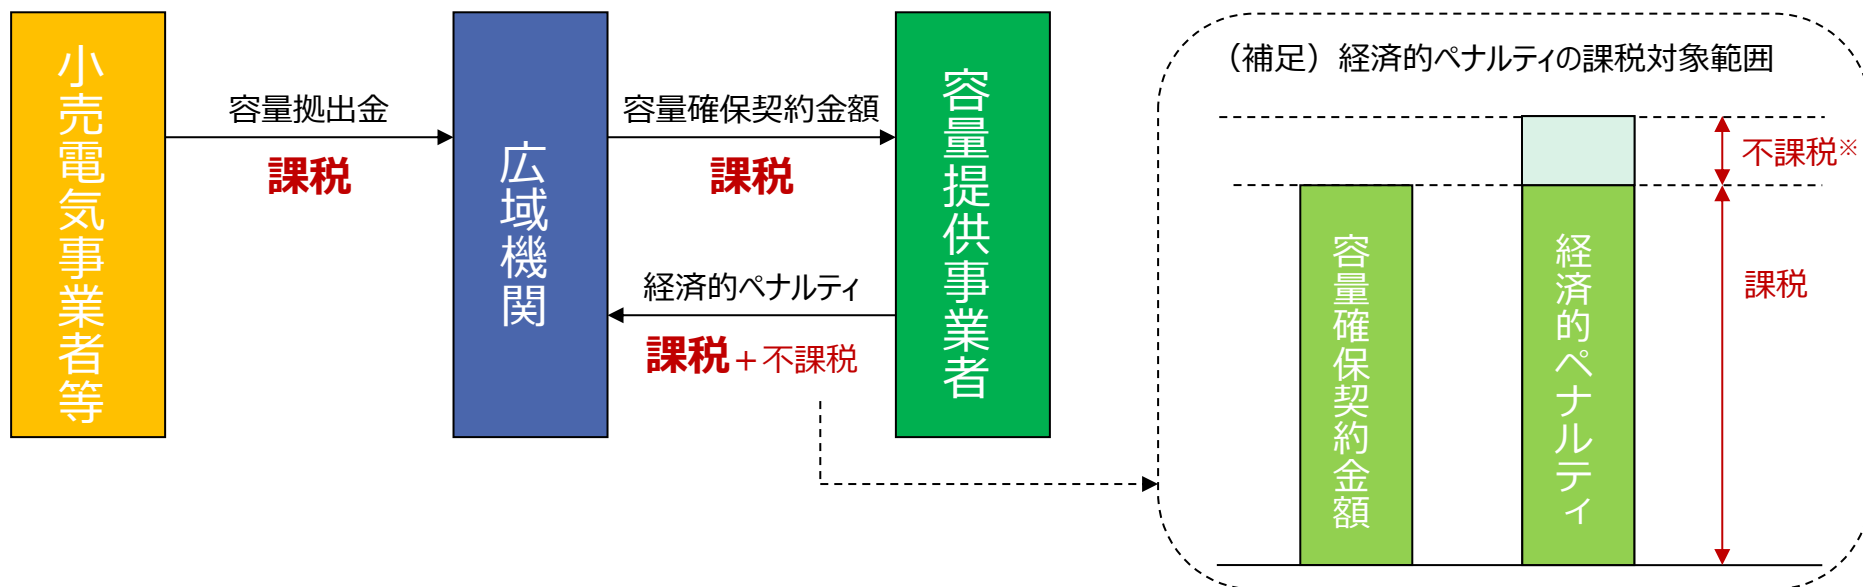 小売電気事業者等
容量拠出金
課税
広域機関
容量確保契約金額
課税
経済的ペナルティ
課税+不課税
容量提供事業者
（補足）経済的ペナルティの課税対象範囲
容量確保契約金額
経済的ペナルティ
不課税※
課税